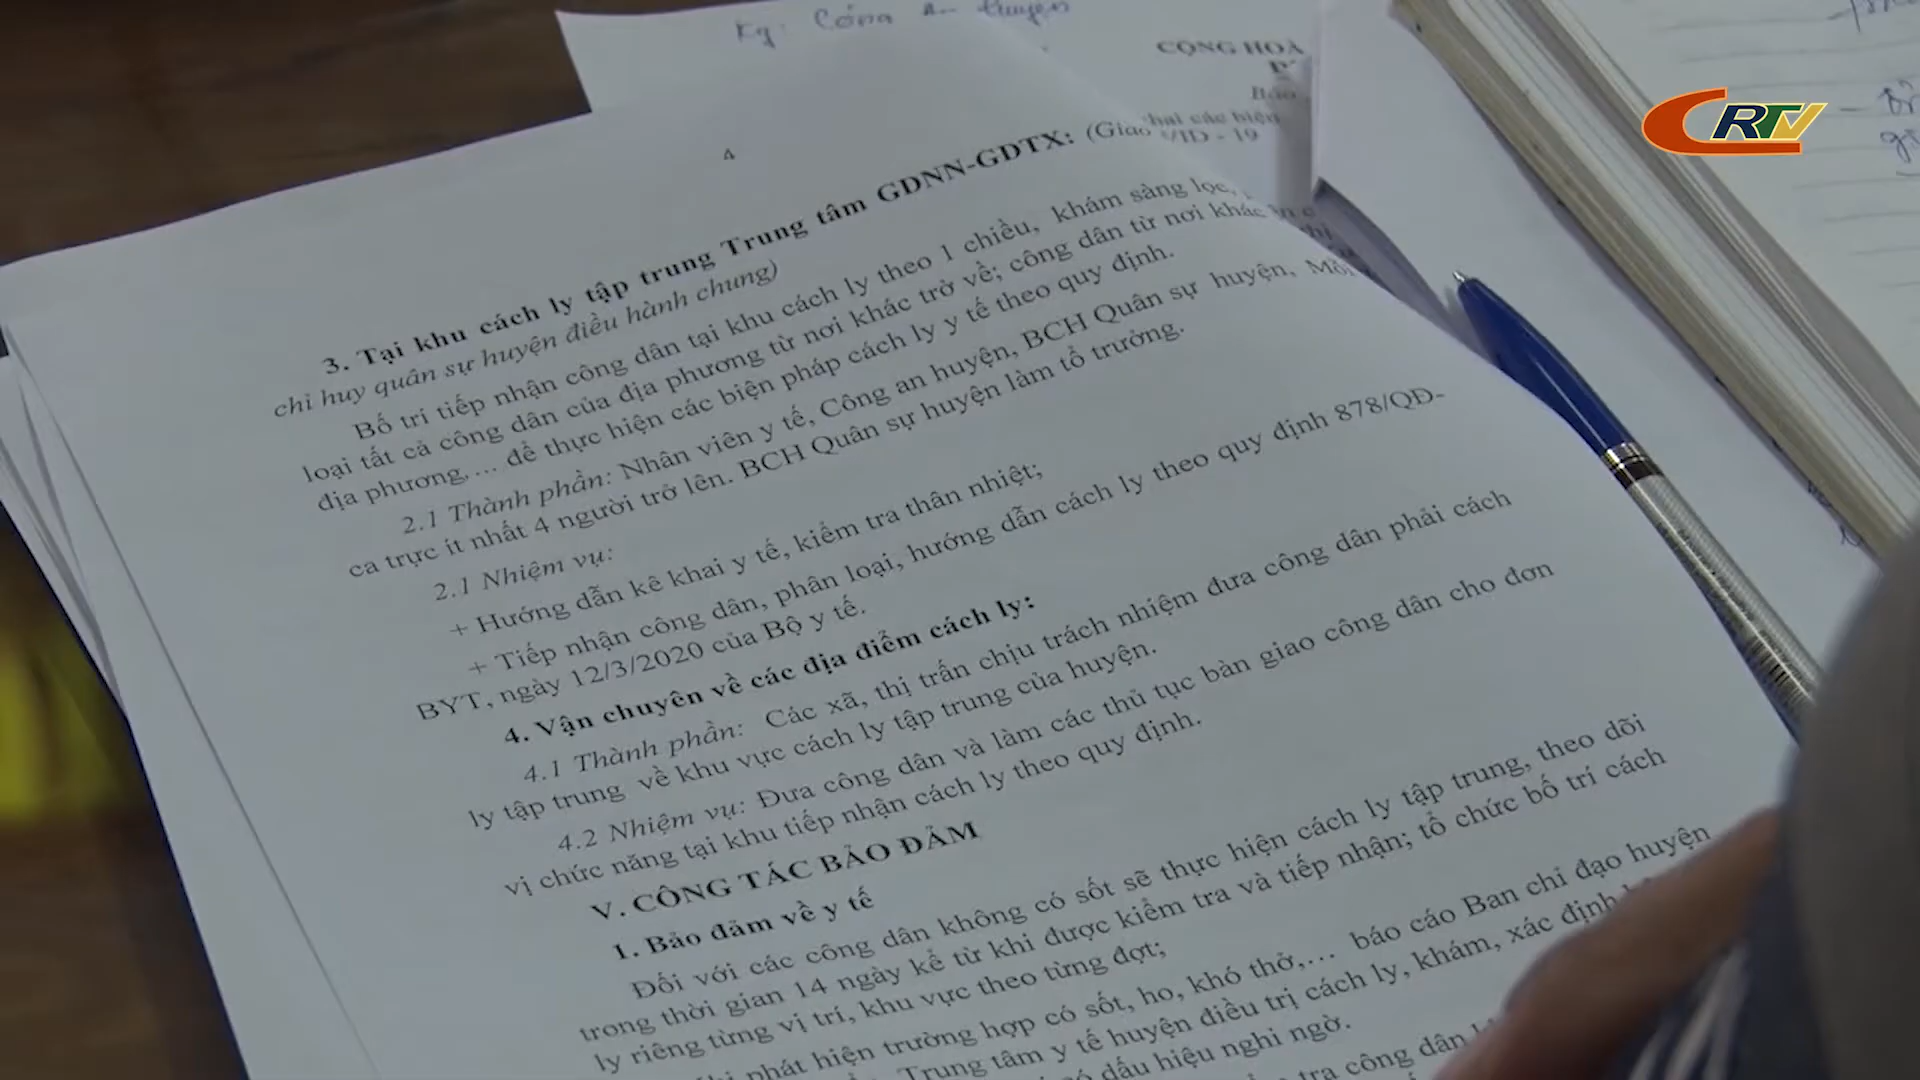 Kg: Công an huyện
CỘNG HOÀ
CRTV
VID - 19
4
3. Tại khu cách ly tập trung Trung tâm GDNN-GDTX: (Giao
chỉ huy quân sự huyện điều hành chung)
Bố trí tiếp nhận công dân tại khu cách ly theo 1 chiều, khám sàng lọc,
loại tất cả công dân của địa phương từ nơi khác trở về; công dân từ nơi khác
địa phương,... để thực hiện các biện pháp cách ly y tế theo quy định.
2.1 Thành phần: Nhân viên y tế, Công an huyện, BCH Quân sự huyện,
ca trực ít nhất 4 người trở lên. BCH Quân sự huyện làm tổ trưởng.
2.1 Nhiệm vụ:
+ Hướng dẫn kê khai y tế, kiểm tra thân nhiệt;
+ Tiếp nhận công dân, phân loại, hướng dẫn cách ly theo quy định 878/QĐ-
BYT, ngày 12/3/2020 của Bộ y tế.
4. Vận chuyên về các địa điểm cách ly:
4.1 Thành phần: Các xã, thị trấn chịu trách nhiệm đưa công dân phải cách
ly tập trung về khu vực cách ly tập trung của huyện.
4.2 Nhiệm vụ: Đưa công dân và làm các thủ tục bàn giao công dân cho đơn
vị chức năng tại khu tiếp nhận cách ly theo quy định.
V. CÔNG TÁC BẢO ĐẢM
1. Bảo đảm về y tế
Đối với các công dân không có sốt sẽ thực hiện cách ly tập trung, theo dõi
trong thời gian 14 ngày kể từ khi được kiểm tra và tiếp nhận; tổ chức bố trí cách
ly riêng từng vị trí, khu vực theo từng đợt;
phát hiện trường hợp có sốt, ho, khó thở,... báo cáo Ban chỉ đạo huyện
Trung tâm y tế huyện điều trị cách ly, khám, xác định
có dấu hiệu nghi ngờ.
tra công dân